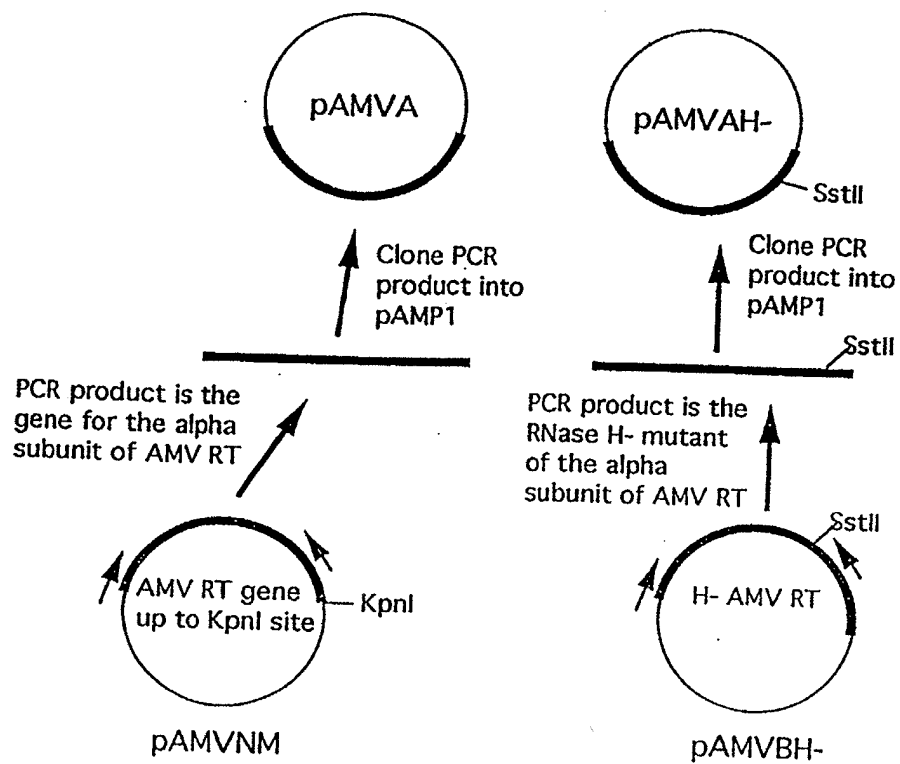 pAMVA
pAMVAH-
SstII
Clone PCR
product into
pAMP1
Clone PCR
product into
pAMP1
SstII
PCR product is the
gene for the alpha
subunit of AMV RT
PCR product is the
RNase H- mutant
of the alpha
subunit of AMV RT
SstII
AMV RT gene
up to KpnI site
KpnI
H- AMV RT
pAMVNM
pAMVBH-